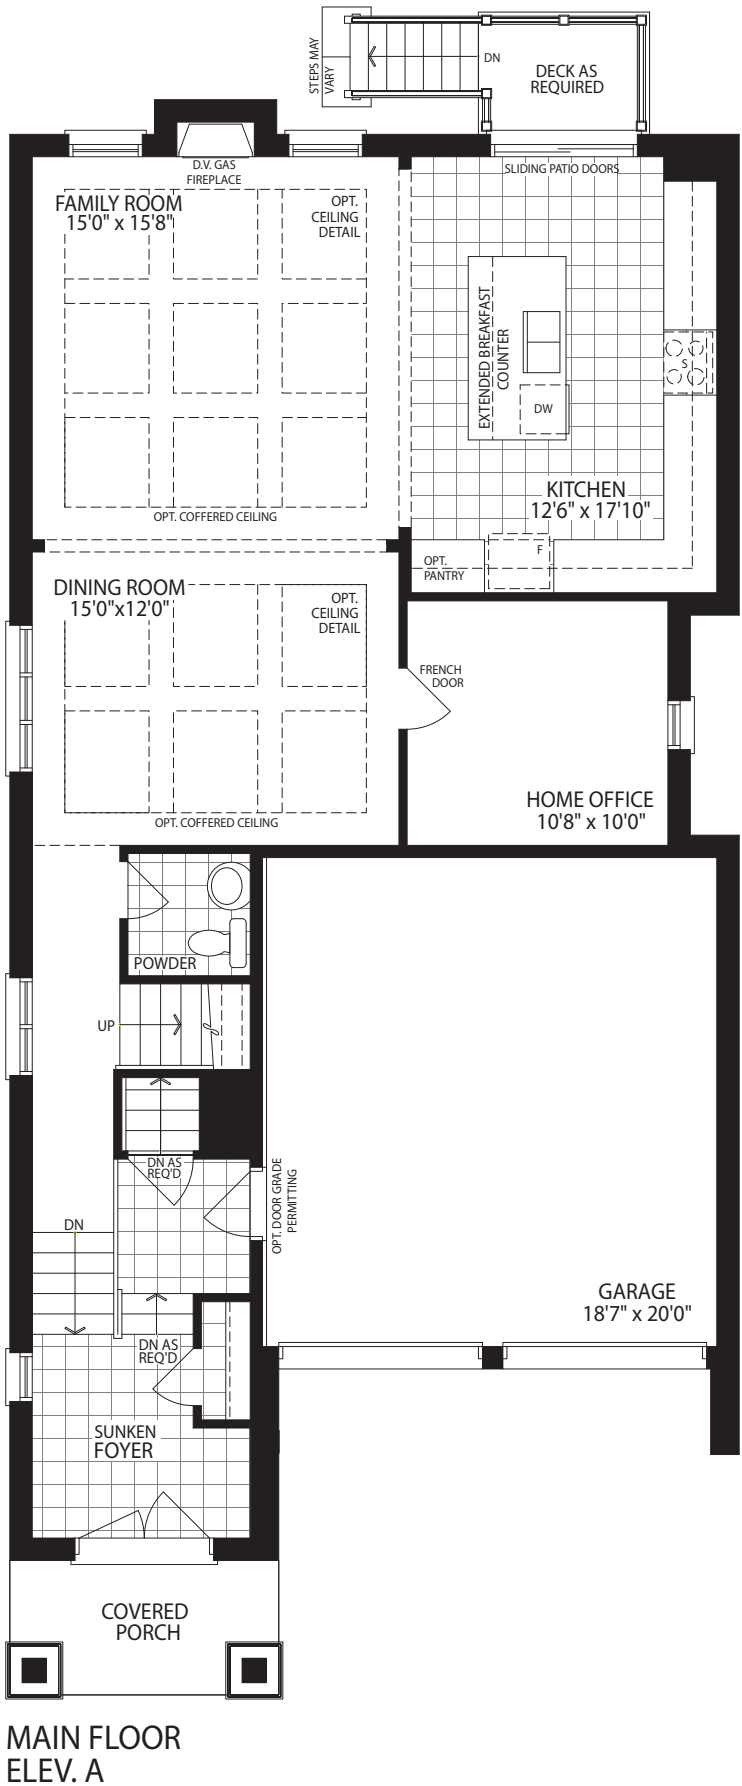 STEPS MAY
VARY
DN
DECK AS
REQUIRED
D.V. GAS
FIREPLACE
SLIDING PATIO DOORS
FAMILY ROOM
15'0" x 15'8"
OPT.
CEILING
DETAIL
EXTENDED BREAKFAST
COUNTER
S
DW
KITCHEN
12'6" x 17'10"
OPT. COFFERED CEILING
F
OPT.
PANTRY
DINING ROOM
15'0"x12'0"
OPT.
CEILING
DETAIL
FRENCH
DOOR
HOME OFFICE
10'8" x 10'0"
OPT. COFFERED CEILING
POWDER
UP
DN AS
REQ'D
OPT. DOOR GRADE
PERMITTING
DN
GARAGE
18'7" x 20'0"
DN AS
REQ'D
SUNKEN
FOYER
COVERED
PORCH
MAIN FLOOR
ELEV. A